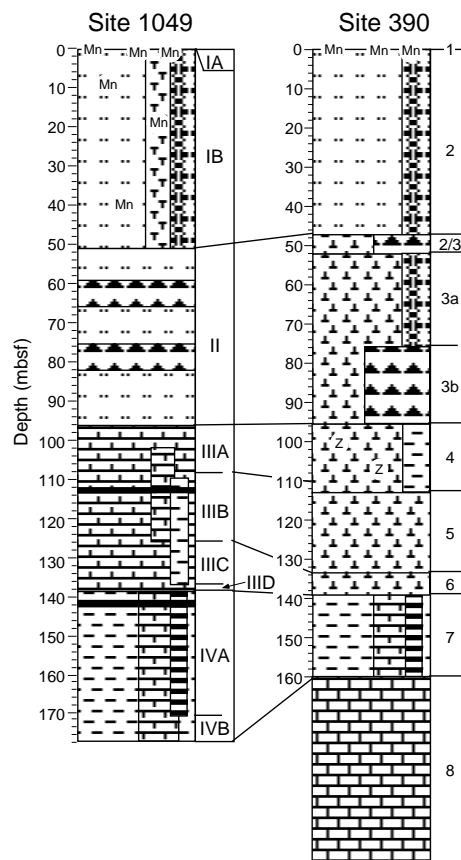 Site 1049
Site 390
Depth (mbsf)
0
10
20
30
40
50
60
70
80
90
100
110
120
130
140
150
160
170
Mn
Mn
Mn
Mn
Mn
Mn
IA
IB
II
IIIA
IIIB
IIIC
IIID
IVA
IVB
0
10
20
30
40
50
60
70
80
90
100
110
120
130
140
150
160
Mn
Mn
Mn
Z
Z
1
2
2/3
3a
3b
4
5
6
7
8